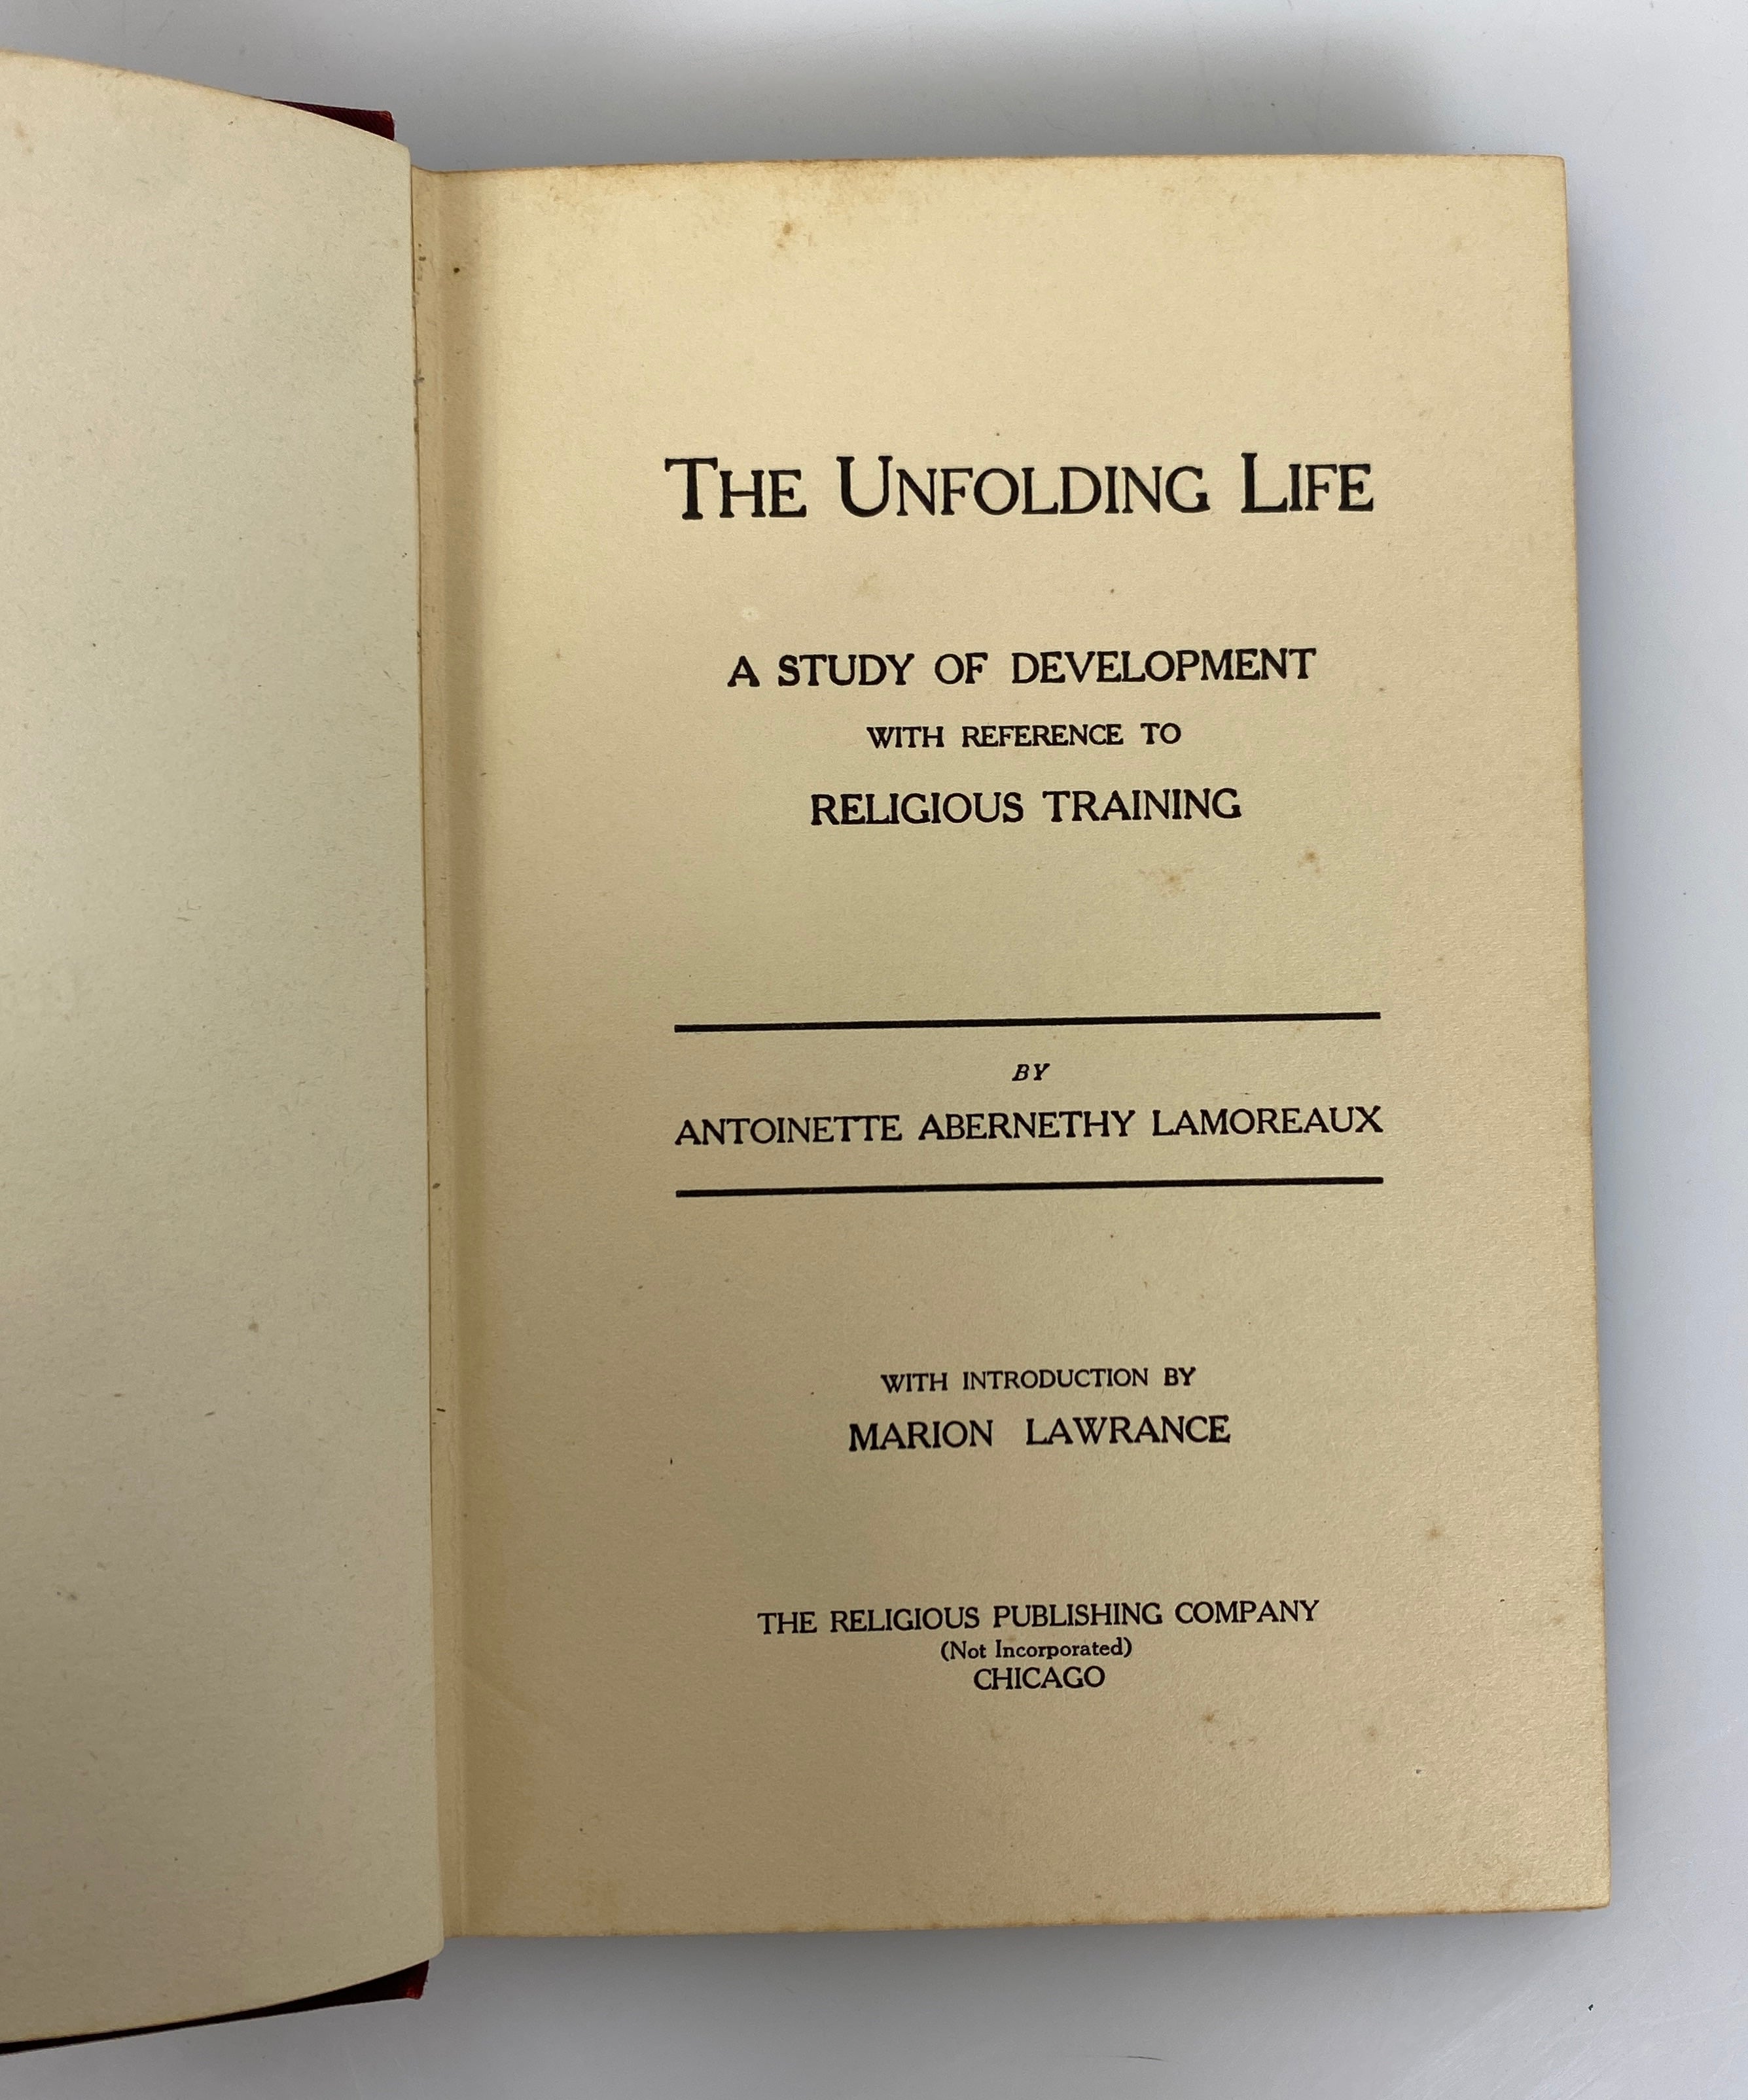 THE UNFOLDING LIFE
A STUDY OF DEVELOPMENT
WITH REFERENCE TO
RELIGIOUS TRAINING
BY
ANTOINETTE ABERNETHY LAMOREAUX
WITH INTRODUCTION BY
MARION LAWRANCE
THE RELIGIOUS PUBLISHING COMPANY
(Not Incorporated)
CHICAGO